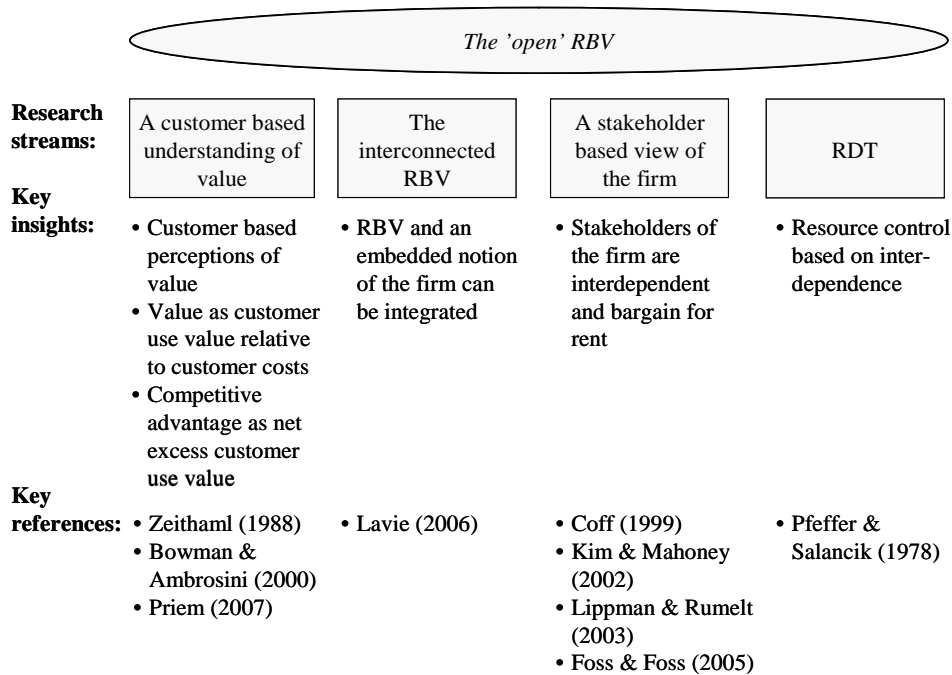 The 'open' RBV
Research
streams:
A customer based
understanding of
value
The
interconnected
RBV
A stakeholder
based view of
the firm
RDT
Key
insights:
• Customer based
perceptions of
value
• Value as customer
use value relative
to customer costs
• Competitive
advantage as net
excess customer
use value
• RBV and an
embedded notion
of the firm can
be integrated
• Stakeholders of
the firm are
interdependent
and bargain for
rent
• Resource control
based on inter-
dependence
Key
references:
• Zeithaml (1988)
• Bowman &
Ambrosini (2000)
• Priem (2007)
• Lavie (2006)
• Coff (1999)
• Kim & Mahoney
(2002)
• Lippman & Rumelt
(2003)
• Foss & Foss (2005)
• Pfeffer &
Salancik (1978)